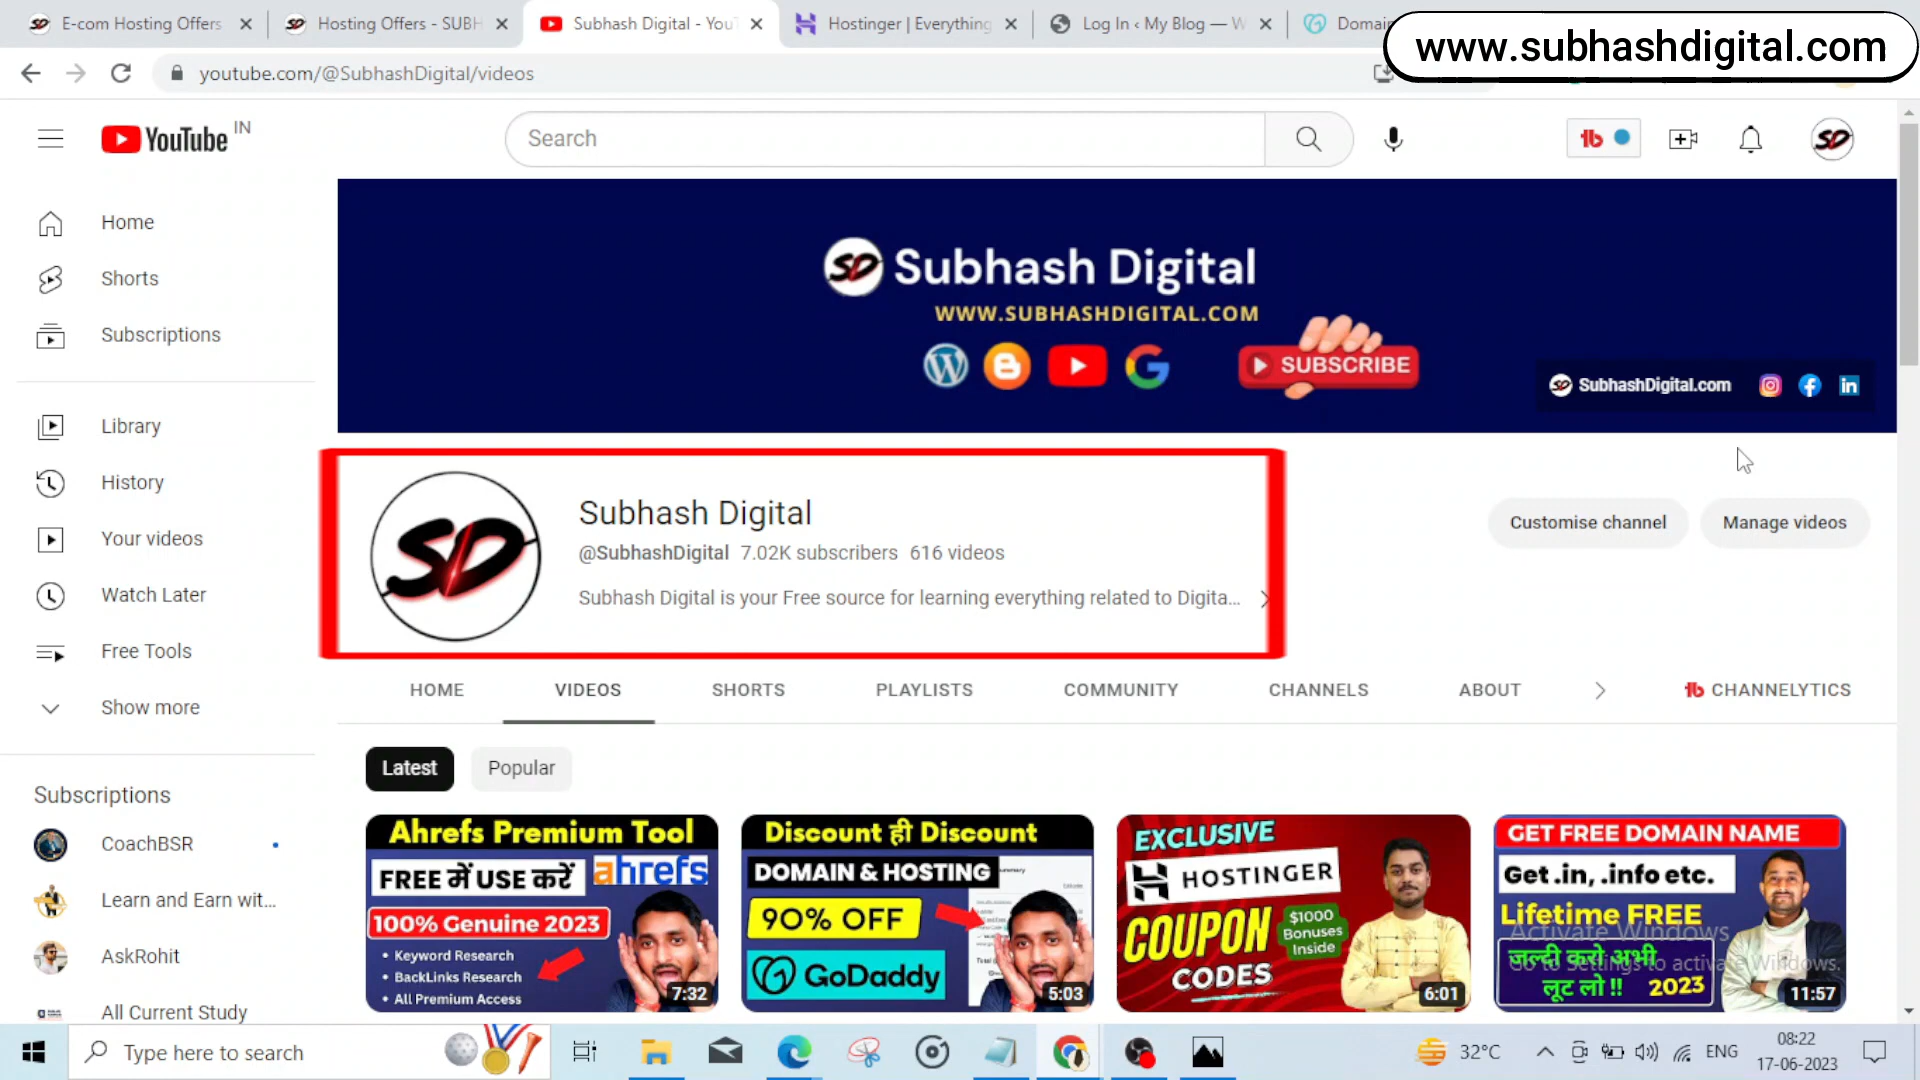 E-com Hosting Offers
Hosting Offers - SUBH
Subhash Digital - YouT
Hostinger | Everything
Log In ‹ My Blog — W
Domai
www.subhashdigital.com
youtube.com/@SubhashDigital/videos
YouTube IN
Search
Home
Shorts
Subscriptions
Library
History
Your videos
Watch Later
Free Tools
Show more
Subscriptions
CoachBSR
Learn and Earn wit...
AskRohit
All Current Study
SD Subhash Digital
WWW.SUBHASHDIGITAL.COM
SUBSCRIBE
SubhashDigital.com
SD
Subhash Digital
@SubhashDigital 7.02K subscribers 616 videos
Subhash Digital is your Free source for learning everything related to Digita...
Customise channel
Manage videos
HOME
VIDEOS
SHORTS
PLAYLISTS
COMMUNITY
CHANNELS
ABOUT
CHANNELYTICS
Latest
Popular
Ahrefs Premium Tool
FREE में USE करें ahrefs
100% Genuine 2023
• Keyword Research
• BackLinks Research
• All Premium Access
7:32
Discount ही Discount
DOMAIN & HOSTING
90% OFF
GoDaddy
5:03
EXCLUSIVE
HOSTINGER
COUPON
CODES
$1000
Bonuses
Inside
6:01
GET FREE DOMAIN NAME
Get .in, .info etc.
Lifetime FREE
जल्दी करो अभी
लूट लो !! 2023
11:57
Activate Windows
Go to Settings to activate Windows.
Type here to search
32°C
ENG
08:22
17-06-2023